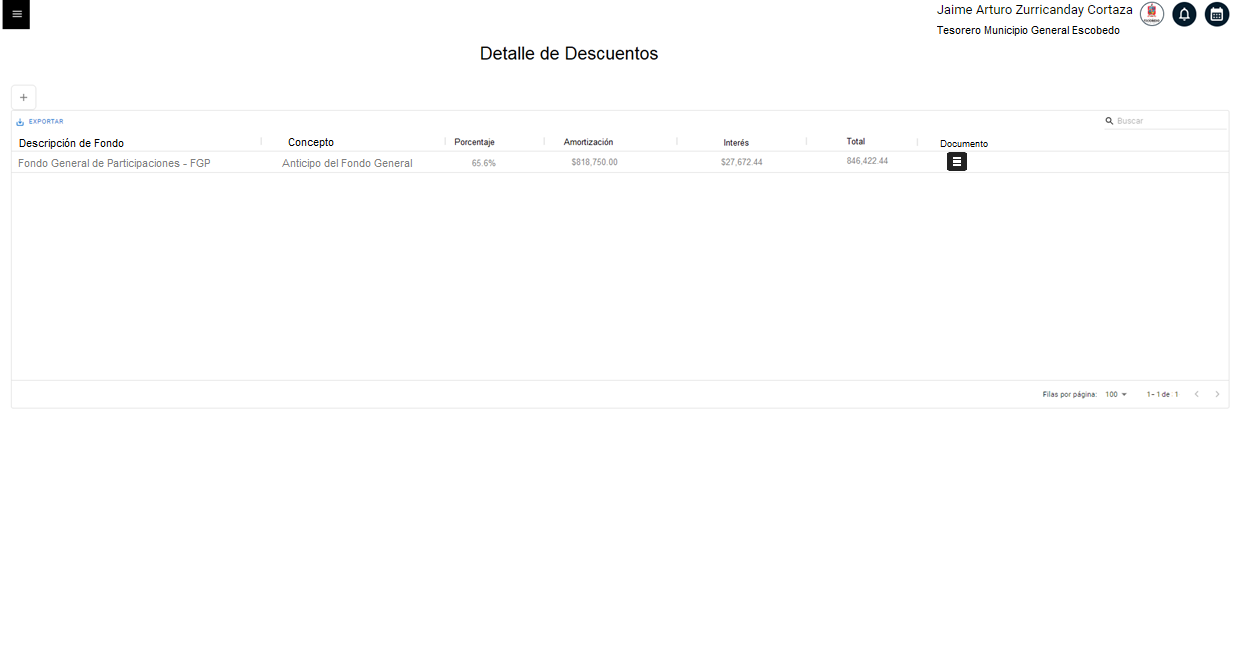 Jaime Arturo Zurricanday Cortaza
Tesorero Municipio General Escobedo
Detalle de Descuentos
+
EXPORTAR
Buscar
Descripción de Fondo Concepto Porcentaje Amortización Interés Total Documento
Fondo General de Participaciones - FGP Anticipo del Fondo General 65.6% $818,750.00 $27,672.44 846,422.44
Filas por página: 100 1-1 de 1